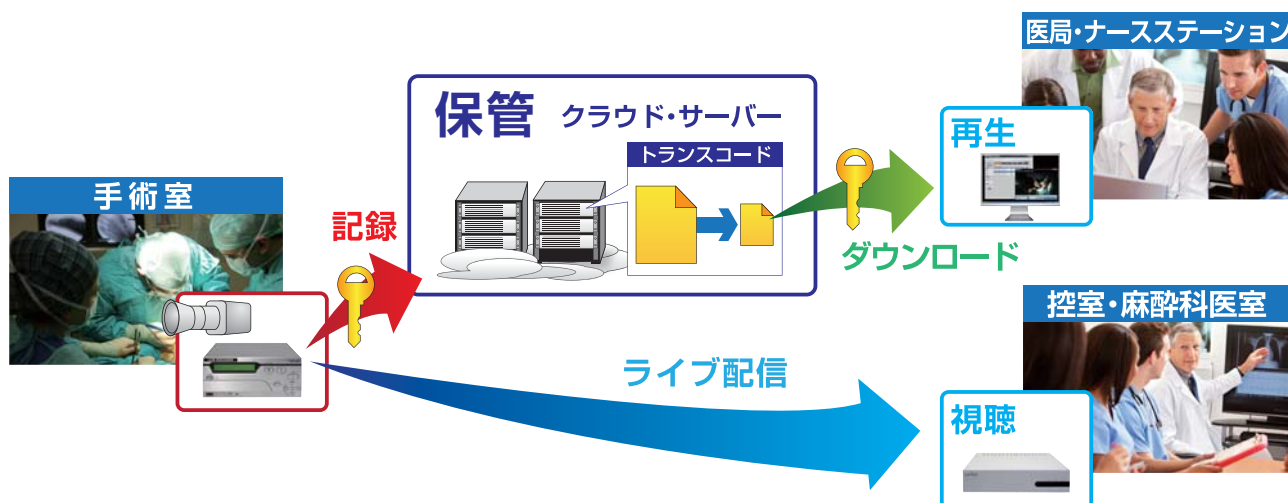 医局・ナースステーション
保管 クラウド・サーバー
トランスコード
再生
手術室
記録
ダウンロード
控室・麻酔科医室
ライブ配信
視聴